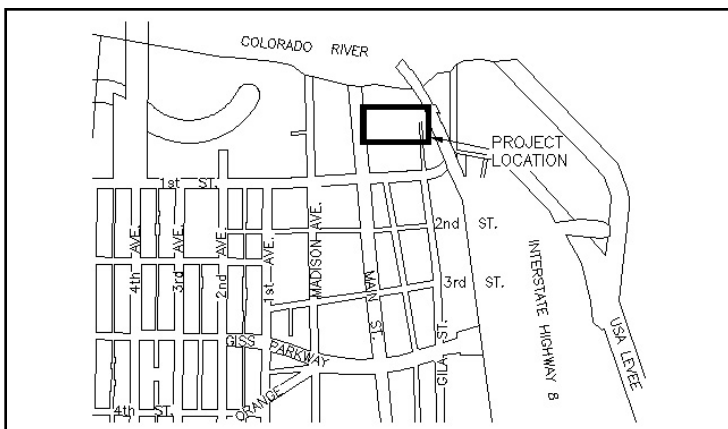 COLORADO RIVER
PROJECT
LOCATION
1st ST.
2nd ST.
3rd ST.
4th AVE.
3rd AVE.
2nd AVE.
1st AVE.
MADISON AVE.
MAIN ST.
GILA ST.
INTERSTATE HIGHWAY 8
USA LEVEE
GISS PARKWAY
ORANGE
4th ST.